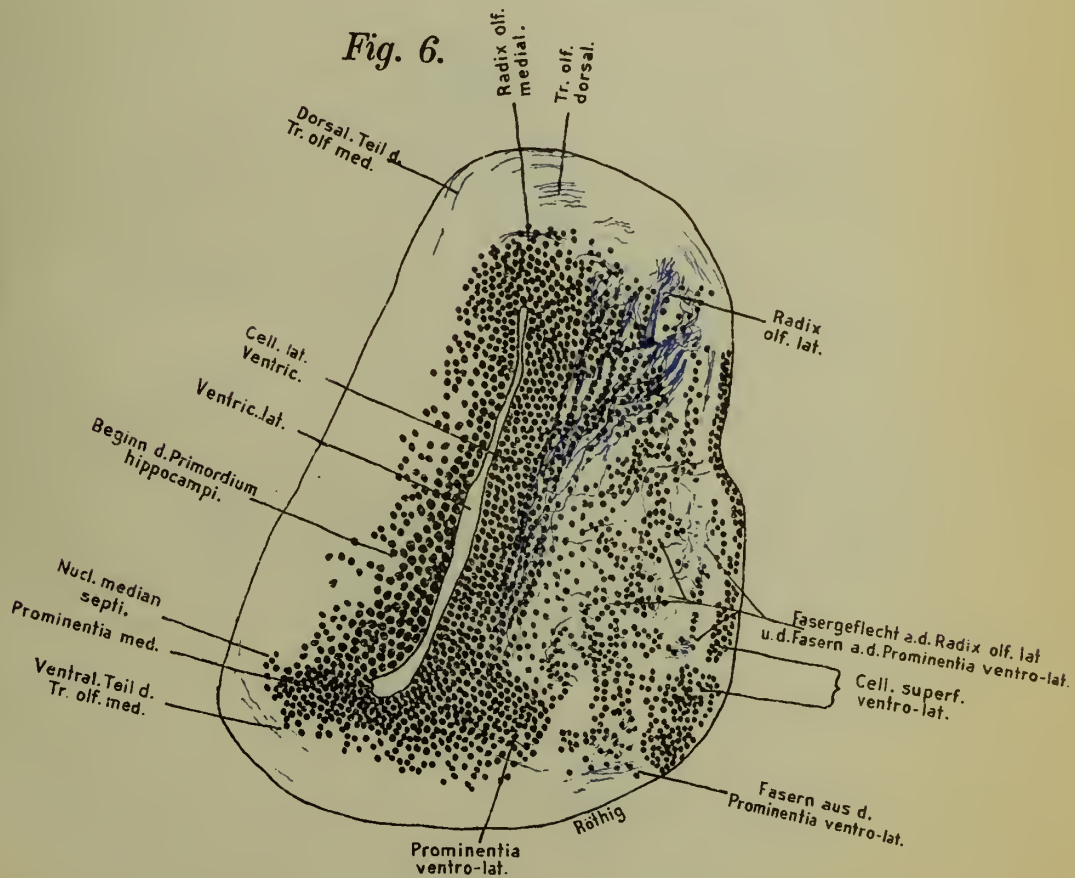 Fig. 6.
Radix olf.
medial.
Tr. olf.
dorsal.
Dorsal. Teil d.
Tr. olf med.
Radix
olf. lat.
Cell. lat.
Ventric.
Ventric. lat.
Beginn d. Primordium
hippocampi.
Nucl. median
septi.
Prominentia med.
Ventral. Teil d.
Tr. olf. med.
Fasergeflecht a.d. Radix olf. lat
u.d. Fasern a.d. Prominentia ventro-lat.
Cell. superf.
ventro-lat.
Fasern aus d.
Prominentia ventro-lat.
Röthig
Prominentia
ventro-lat.